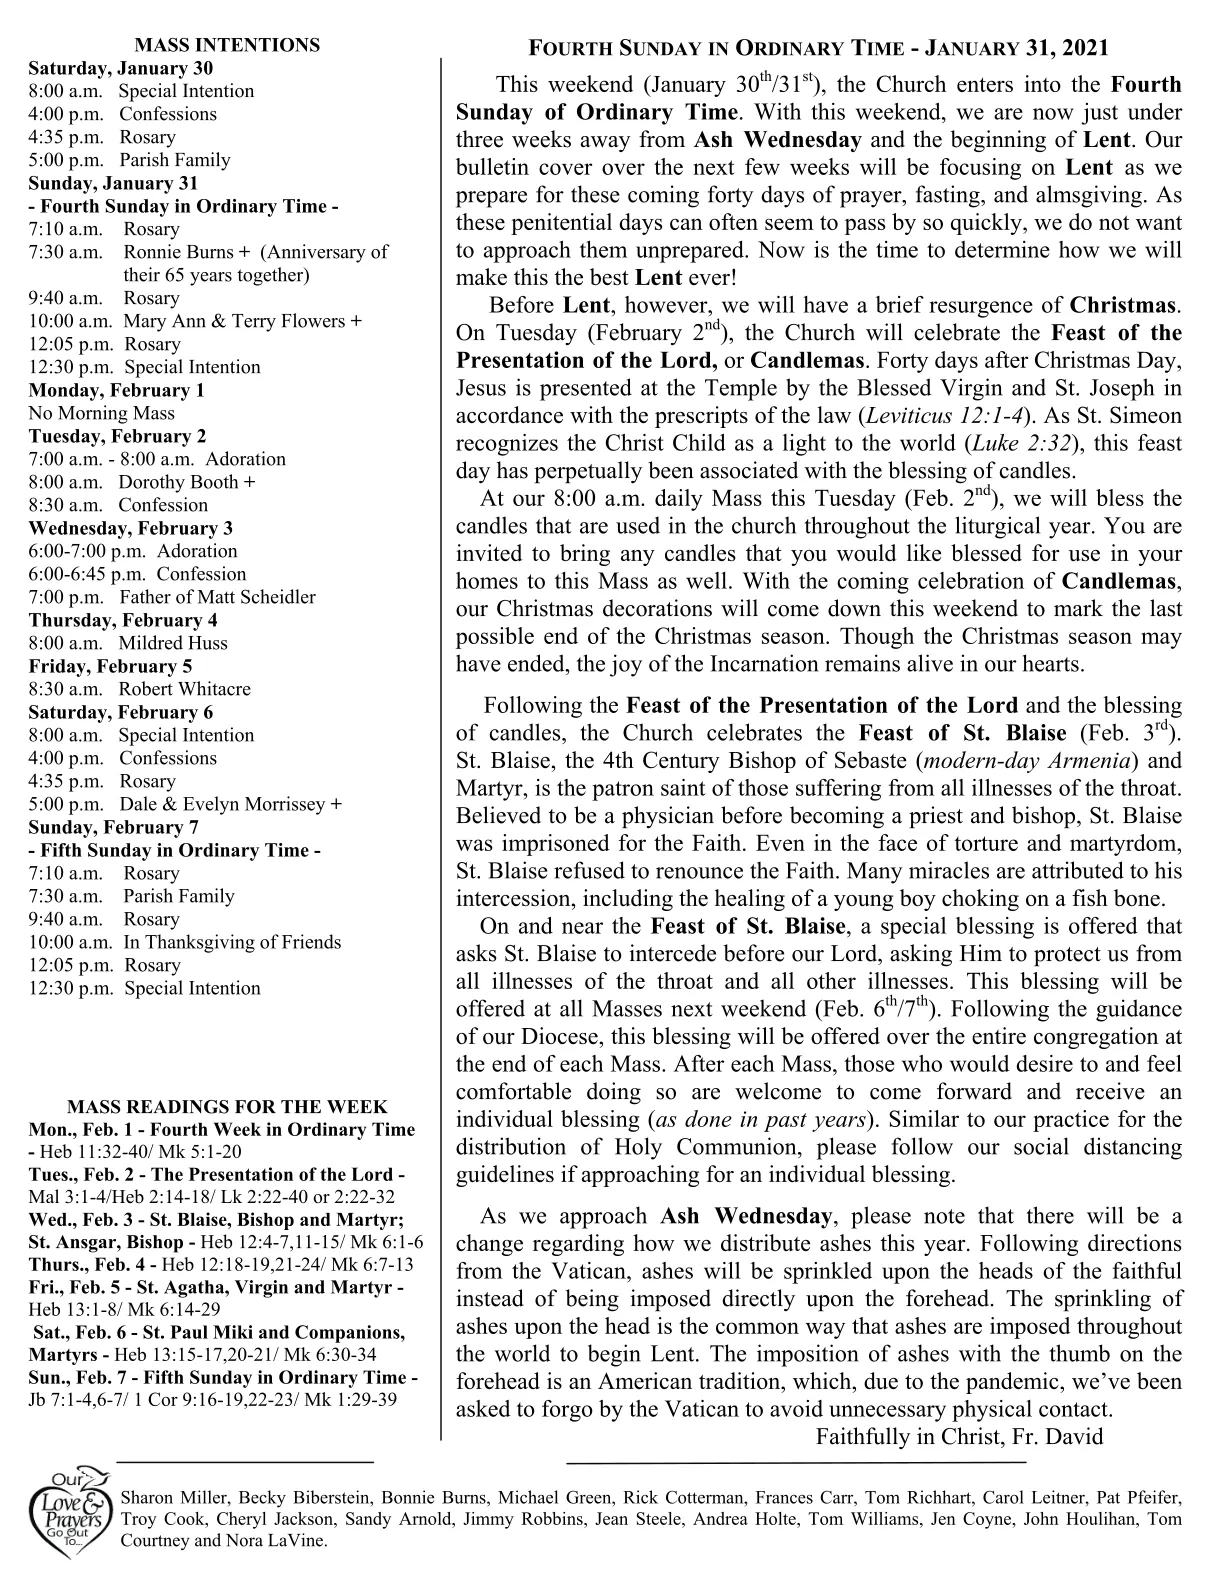 MASS INTENTIONS
Saturday, January 30
8:00 a.m. Special Intention
4:00 p.m. Confessions
4:35 p.m. Rosary
5:00 p.m. Parish Family
Sunday, January 31
- Fourth Sunday in Ordinary Time -
7:10 a.m. Rosary
7:30 a.m. Ronnie Burns + (Anniversary of
their 65 years together)
9:40 a.m. Rosary
10:00 a.m. Mary Ann & Terry Flowers +
12:05 p.m. Rosary
12:30 p.m. Special Intention
Monday, February 1
No Morning Mass
Tuesday, February 2
7:00 a.m. - 8:00 a.m. Adoration
8:00 a.m. Dorothy Booth +
8:30 a.m. Confession
Wednesday, February 3
6:00-7:00 p.m. Adoration
6:00-6:45 p.m. Confession
7:00 p.m. Father of Matt Scheidler
Thursday, February 4
8:00 a.m. Mildred Huss
Friday, February 5
8:30 a.m. Robert Whitacre
Saturday, February 6
8:00 a.m. Special Intention
4:00 p.m. Confessions
4:35 p.m. Rosary
5:00 p.m. Dale & Evelyn Morrissey +
Sunday, February 7
- Fifth Sunday in Ordinary Time -
7:10 a.m. Rosary
7:30 a.m. Parish Family
9:40 a.m. Rosary
10:00 a.m. In Thanksgiving of Friends
12:05 p.m. Rosary
12:30 p.m. Special Intention
MASS READINGS FOR THE WEEK
Mon., Feb. 1 - Fourth Week in Ordinary Time
- Heb 11:32-40/ Mk 5:1-20
Tues., Feb. 2 - The Presentation of the Lord -
Mal 3:1-4/Heb 2:14-18/ Lk 2:22-40 or 2:22-32
Wed., Feb. 3 - St. Blaise, Bishop and Martyr;
St. Ansgar, Bishop - Heb 12:4-7,11-15/ Mk 6:1-6
Thurs., Feb. 4 - Heb 12:18-19,21-24/ Mk 6:7-13
Fri., Feb. 5 - St. Agatha, Virgin and Martyr -
Heb 13:1-8/ Mk 6:14-29
Sat., Feb. 6 - St. Paul Miki and Companions,
Martyrs - Heb 13:15-17,20-21/ Mk 6:30-34
Sun., Feb. 7 - Fifth Sunday in Ordinary Time -
Jb 7:1-4,6-7/ 1 Cor 9:16-19,22-23/ Mk 1:29-39
FOURTH SUNDAY IN ORDINARY TIME - JANUARY 31, 2021
This weekend (January 30th/31st), the Church enters into the Fourth
Sunday of Ordinary Time. With this weekend, we are now just under
three weeks away from Ash Wednesday and the beginning of Lent. Our
bulletin cover over the next few weeks will be focusing on Lent as we
prepare for these coming forty days of prayer, fasting, and almsgiving. As
these penitential days can often seem to pass by so quickly, we do not want
to approach them unprepared. Now is the time to determine how we will
make this the best Lent ever!
Before Lent, however, we will have a brief resurgence of Christmas.
On Tuesday (February 2nd), the Church will celebrate the Feast of the
Presentation of the Lord, or Candlemas. Forty days after Christmas Day,
Jesus is presented at the Temple by the Blessed Virgin and St. Joseph in
accordance with the prescripts of the law (Leviticus 12:1-4). As St. Simeon
recognizes the Christ Child as a light to the world (Luke 2:32), this feast
day has perpetually been associated with the blessing of candles.
At our 8:00 a.m. daily Mass this Tuesday (Feb. 2nd), we will bless the
candles that are used in the church throughout the liturgical year. You are
invited to bring any candles that you would like blessed for use in your
homes to this Mass as well. With the coming celebration of Candlemas,
our Christmas decorations will come down this weekend to mark the last
possible end of the Christmas season. Though the Christmas season may
have ended, the joy of the Incarnation remains alive in our hearts.
Following the Feast of the Presentation of the Lord and the blessing
of candles, the Church celebrates the Feast of St. Blaise (Feb. 3rd).
St. Blaise, the 4th Century Bishop of Sebaste (modern-day Armenia) and
Martyr, is the patron saint of those suffering from all illnesses of the throat.
Believed to be a physician before becoming a priest and bishop, St. Blaise
was imprisoned for the Faith. Even in the face of torture and martyrdom,
St. Blaise refused to renounce the Faith. Many miracles are attributed to his
intercession, including the healing of a young boy choking on a fish bone.
On and near the Feast of St. Blaise, a special blessing is offered that
asks St. Blaise to intercede before our Lord, asking Him to protect us from
all illnesses of the throat and all other illnesses. This blessing will be
offered at all Masses next weekend (Feb. 6th/7th). Following the guidance
of our Diocese, this blessing will be offered over the entire congregation at
the end of each Mass. After each Mass, those who would desire to and feel
comfortable doing so are welcome to come forward and receive an
individual blessing (as done in past years). Similar to our practice for the
distribution of Holy Communion, please follow our social distancing
guidelines if approaching for an individual blessing.
As we approach Ash Wednesday, please note that there will be a
change regarding how we distribute ashes this year. Following directions
from the Vatican, ashes will be sprinkled upon the heads of the faithful
instead of being imposed directly upon the forehead. The sprinkling of
ashes upon the head is the common way that ashes are imposed throughout
the world to begin Lent. The imposition of ashes with the thumb on the
forehead is an American tradition, which, due to the pandemic, we've been
asked to forgo by the Vatican to avoid unnecessary physical contact.
Faithfully in Christ, Fr. David
Our
Love &
Prayers
Go Out
To...
Sharon Miller, Becky Biberstein, Bonnie Burns, Michael Green, Rick Cotterman, Frances Carr, Tom Richhart, Carol Leitner, Pat Pfeifer,
Troy Cook, Cheryl Jackson, Sandy Arnold, Jimmy Robbins, Jean Steele, Andrea Holte, Tom Williams, Jen Coyne, John Houlihan, Tom
Courtney and Nora LaVine.